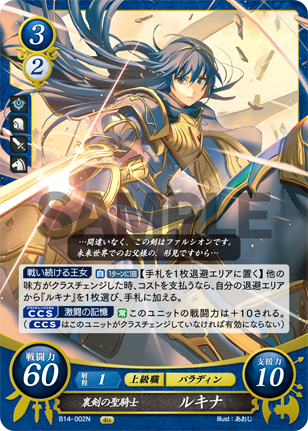 3
2
SAMPLE
…間違いなく、この剣はファルシオンです。
未来世界でのお父様の、形見ですから…
戦い続ける王女 自 1ターンに1回 【手札を1枚退避エリアに置く】他の
味方がクラスチェンジした時、コストを支払うなら、自分の退避エリア
から『ルキナ』を1枚選び、手札に加える。
CCS 激闘の記憶 常 このユニットの戦闘力は+10される。
(CCSはこのユニットがクラスチェンジしていなければ有効にならない)
戦闘力
60
射程 1 上級職 パラディン
裏剣の聖騎士 ルキナ
支援力
10
B14-002N
Illust:あおじ